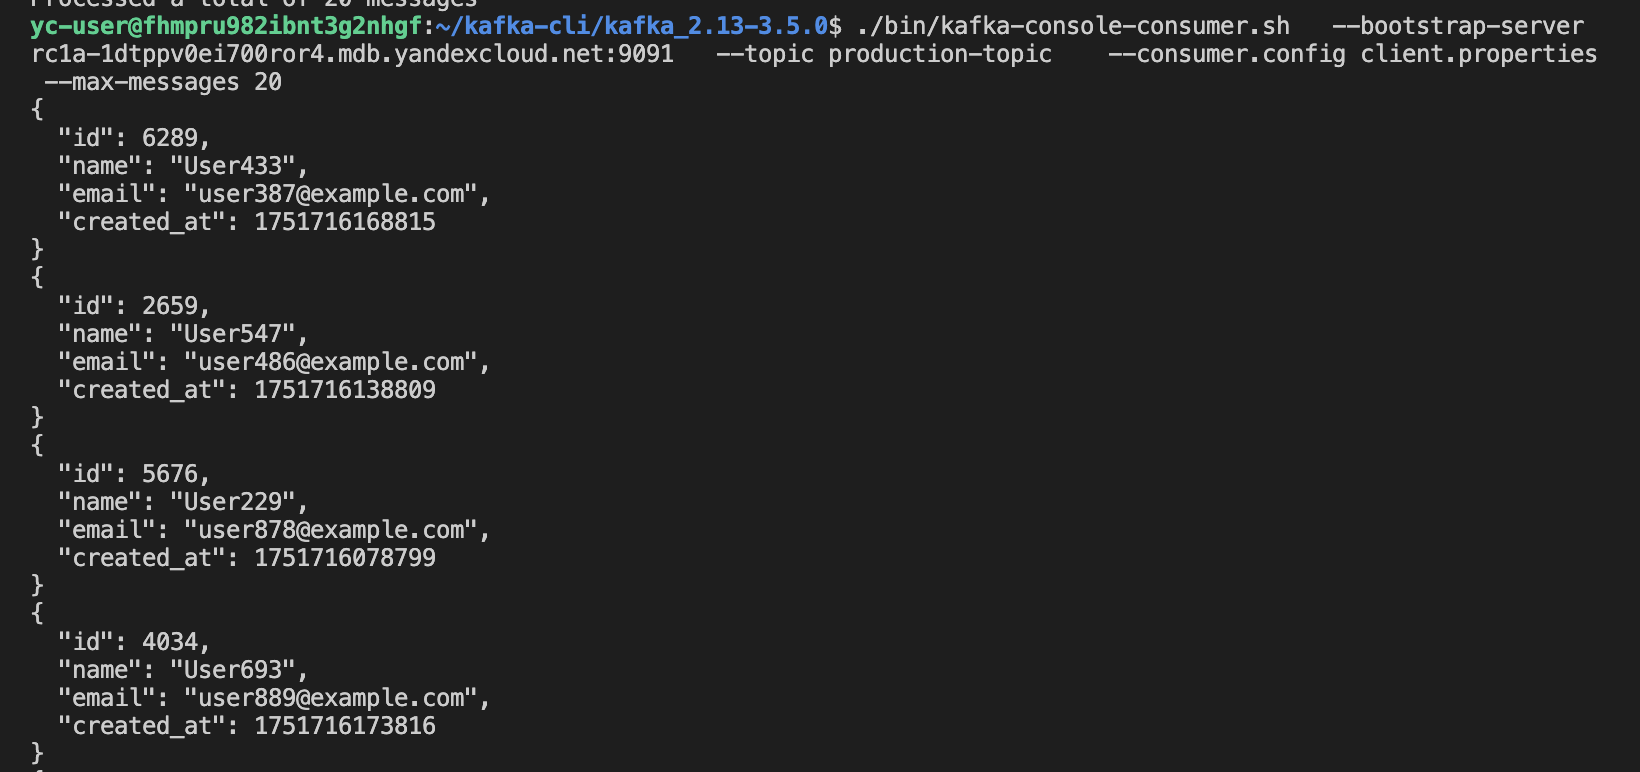 Processed a total of 20 messages
yc-user@fhmpru982ibnt3g2nhgf:~/kafka-cli/kafka_2.13-3.5.0$ ./bin/kafka-console-consumer.sh   --bootstrap-server
rc1a-1dtppv0ei700ror4.mdb.yandexcloud.net:9091   --topic production-topic    --consumer.config client.properties
 --max-messages 20
{
  "id": 6289,
  "name": "User433",
  "email": "user387@example.com",
  "created_at": 1751716168815
}
{
  "id": 2659,
  "name": "User547",
  "email": "user486@example.com",
  "created_at": 1751716138809
}
{
  "id": 5676,
  "name": "User229",
  "email": "user878@example.com",
  "created_at": 1751716078799
}
{
  "id": 4034,
  "name": "User693",
  "email": "user889@example.com",
  "created_at": 1751716173816
}